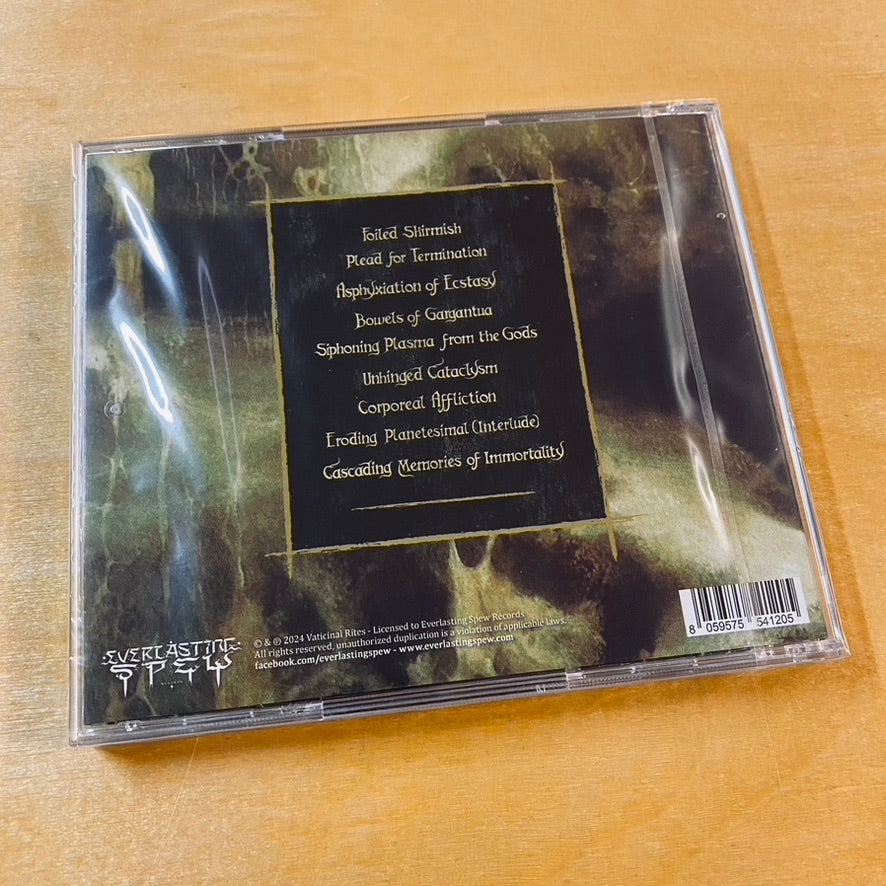 Foiled Skirmish
Plead for Termination
Asphyxiation of Ecstasy
Bowels of Gargantua
Siphoning Plasma from the Gods
Unhinged Cataclysm
Corporeal Affliction
Eroding Planetesimal (Interlude)
Cascading Memories of Immortality
EVERLASTING
SPEW
© & ℗ 2024 Vaticinal Rites - Licensed to Everlasting Spew Records
All rights reserved, unauthorized duplication is a violation of applicable laws.
facebook.com/everlastingspew - www.everlastingspew.com
8 059575 541205